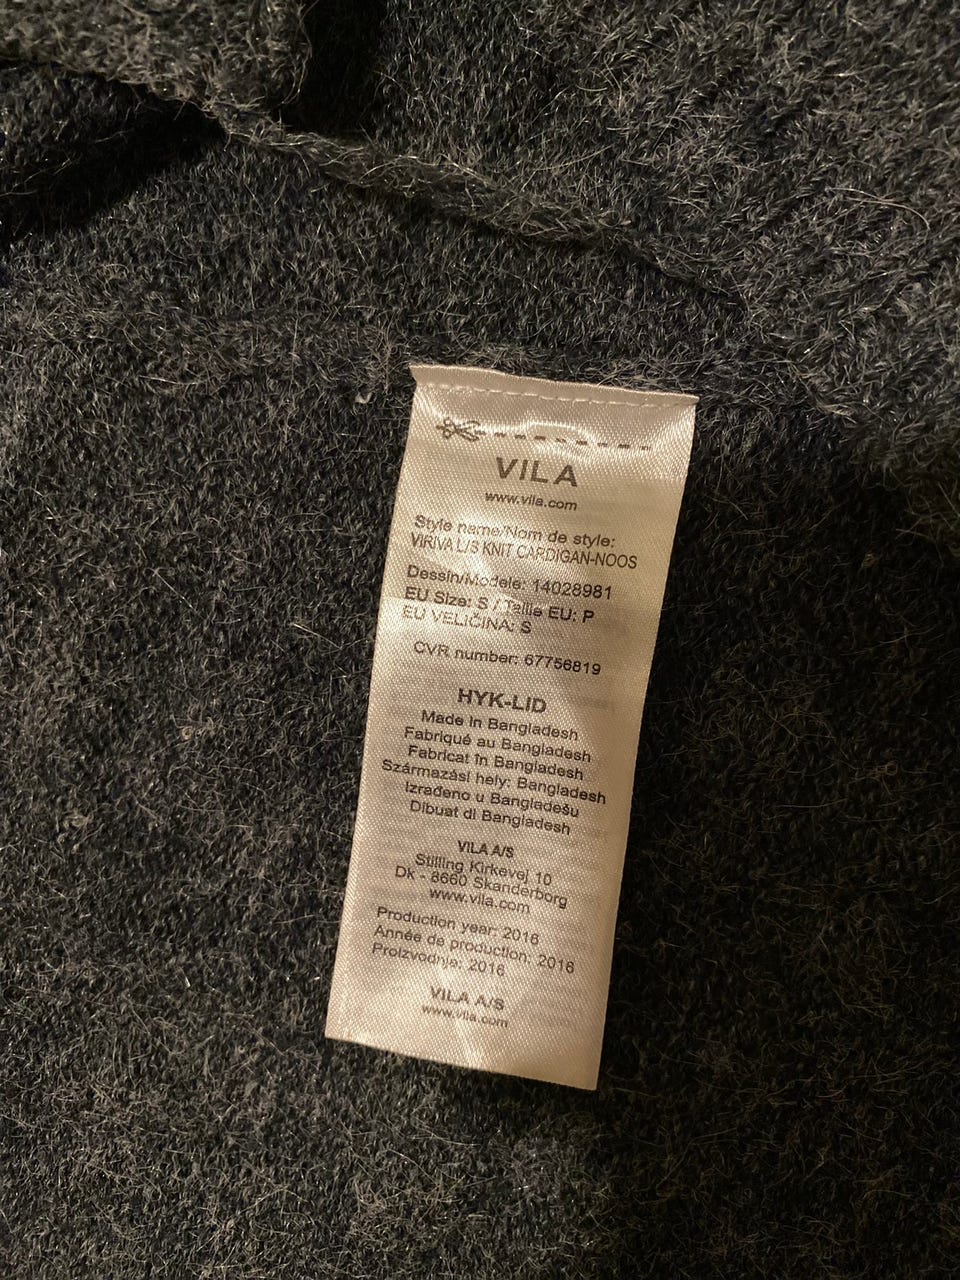 VILA
www.vila.com
Style name/Nom de style:
VIRIVA L/S KNIT CARDIGAN-NOOS
Dessin/Modele: 14028981
EU Size: S / Taille EU: P
EU VELIČINA: S
CVR number: 67756819
HYK-LID
Made in Bangladesh
Fabriqué au Bangladesh
Fabricat în Bangladesh
Származási hely: Bangladesh
Izrađeno u Bangladešu
Dibuat di Bangladesh
VILA A/S
Stilling Kirkevej 10
Dk - 8660 Skanderborg
www.vila.com
Production year: 2016
Année de production: 2016
Proizvodnje: 2016
VILA A/S
www.vila.com